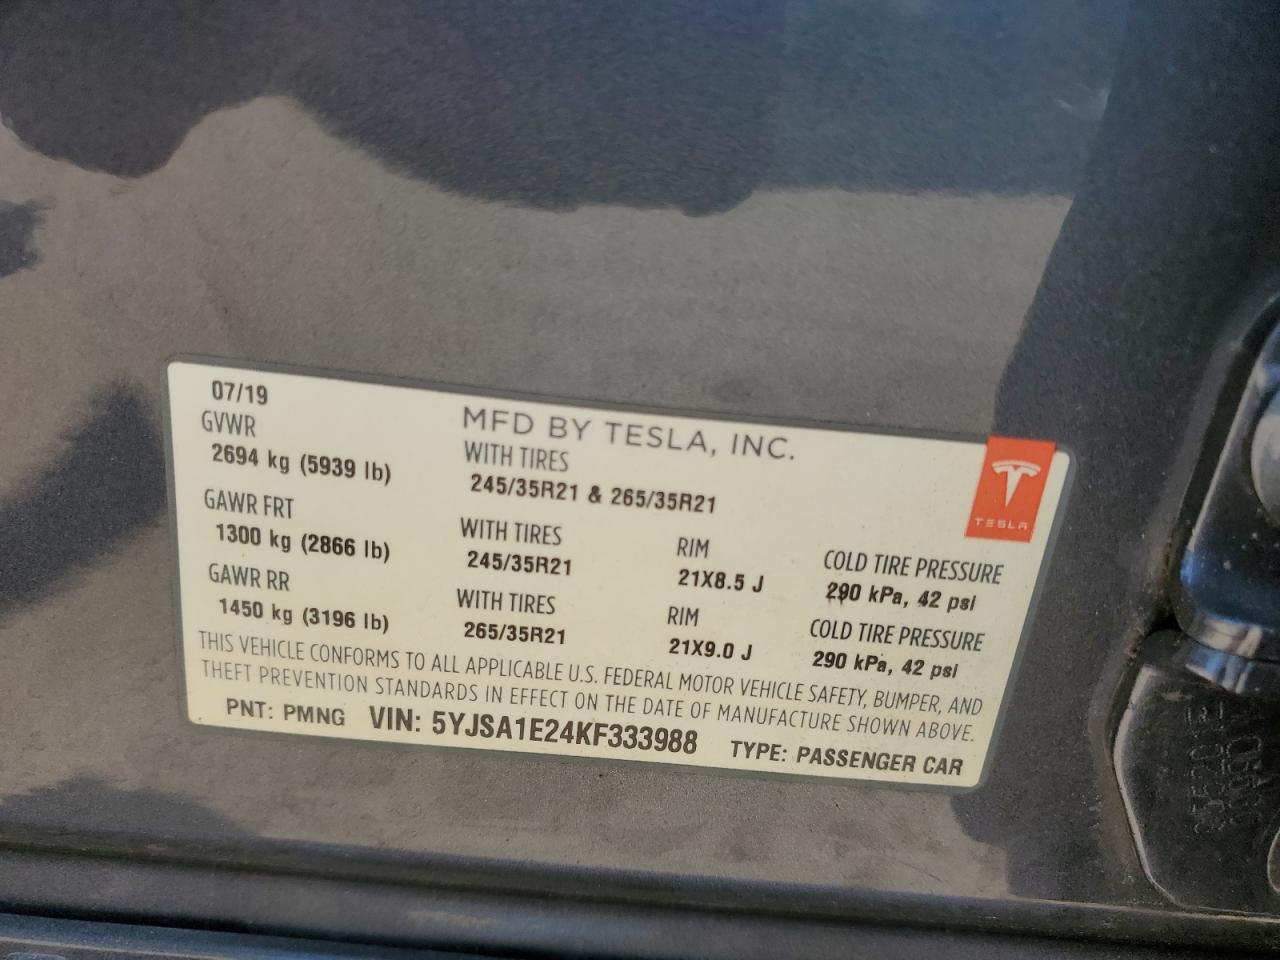 07/19
MFD BY TESLA, INC.
GVWR
WITH TIRES
2694 kg (5939 lb)
245/35R21 & 265/35R21
TESLA
GAWR FRT
WITH TIRES
RIM
COLD TIRE PRESSURE
1300 kg (2866 lb)
245/35R21
21X8.5 J
290 kPa, 42 psi
GAWR RR
WITH TIRES
RIM
COLD TIRE PRESSURE
1450 kg (3196 lb)
265/35R21
21X9.0 J
290 kPa, 42 psi
THIS VEHICLE CONFORMS TO ALL APPLICABLE U.S. FEDERAL MOTOR VEHICLE SAFETY, BUMPER, AND
THEFT PREVENTION STANDARDS IN EFFECT ON THE DATE OF MANUFACTURE SHOWN ABOVE.
PNT: PMNG VIN: 5YJSA1E24KF333988 TYPE: PASSENGER CAR